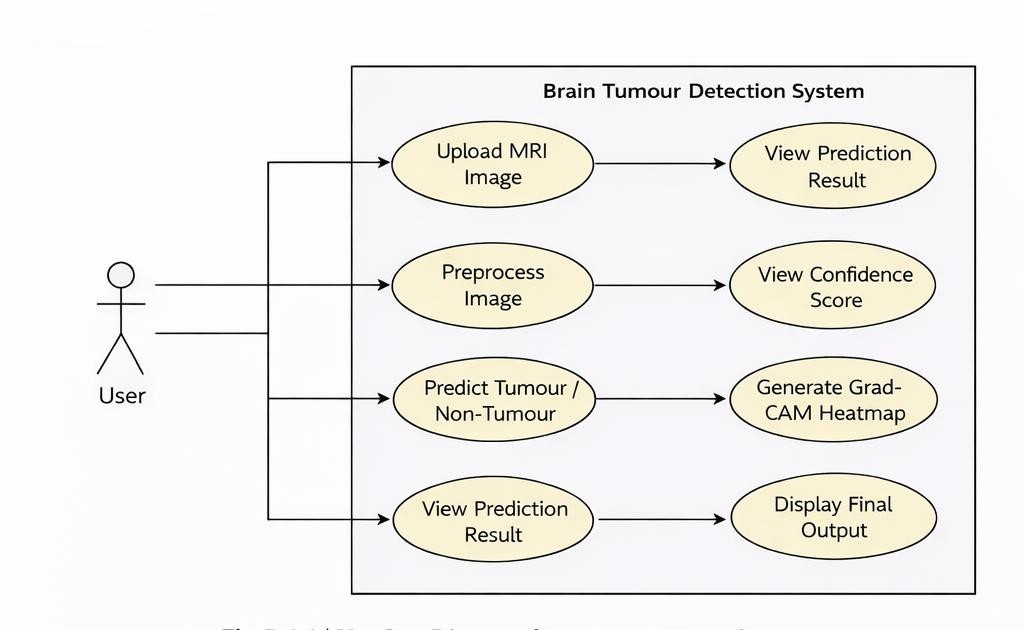 Brain Tumour Detection System
Upload MRI
Image
View Prediction
Result
Preprocess
Image
View Confidence
Score
User
Predict Tumour /
Non-Tumour
Generate Grad-
CAM Heatmap
View Prediction
Result
Display Final
Output